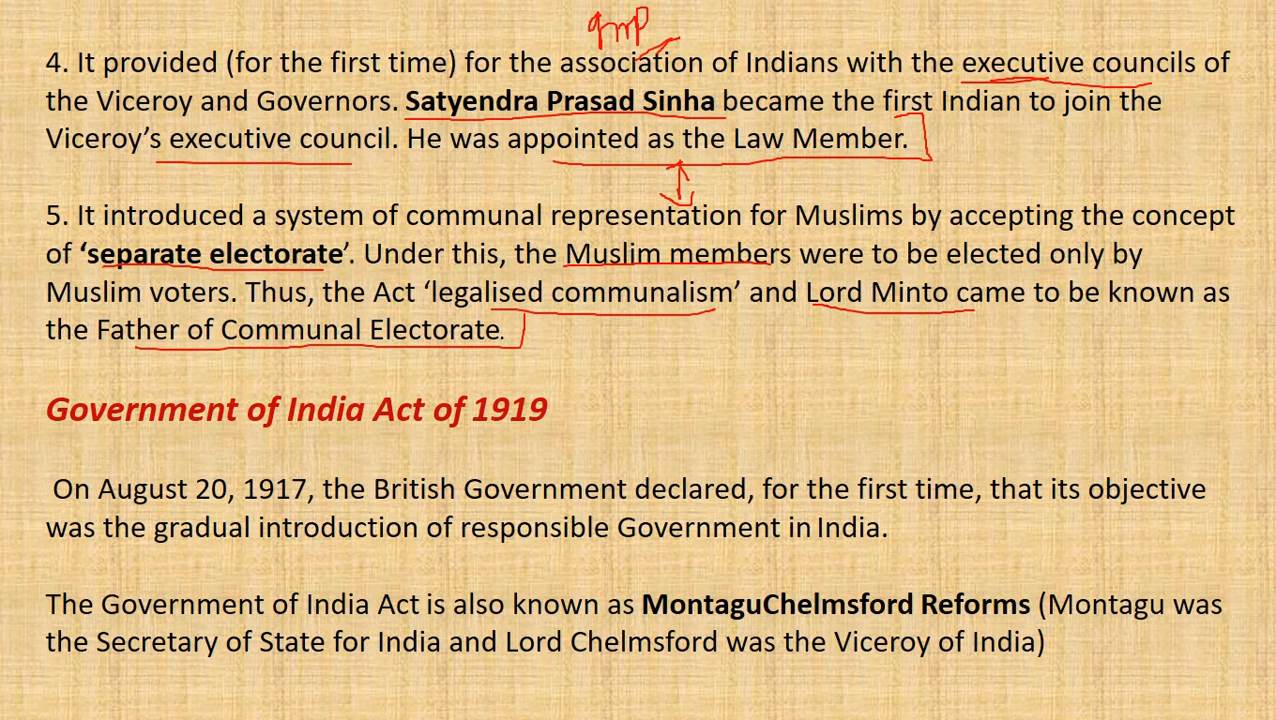 Imp
4. It provided (for the first time) for the association of Indians with the executive councils of
the Viceroy and Governors. Satyendra Prasad Sinha became the first Indian to join the
Viceroy’s executive council. He was appointed as the Law Member.
5. It introduced a system of communal representation for Muslims by accepting the concept
of ‘separate electorate’. Under this, the Muslim members were to be elected only by
Muslim voters. Thus, the Act ‘legalised communalism’ and Lord Minto came to be known as
the Father of Communal Electorate.
Government of India Act of 1919
On August 20, 1917, the British Government declared, for the first time, that its objective
was the gradual introduction of responsible Government in India.
The Government of India Act is also known as MontaguChelmsford Reforms (Montagu was
the Secretary of State for India and Lord Chelmsford was the Viceroy of India)